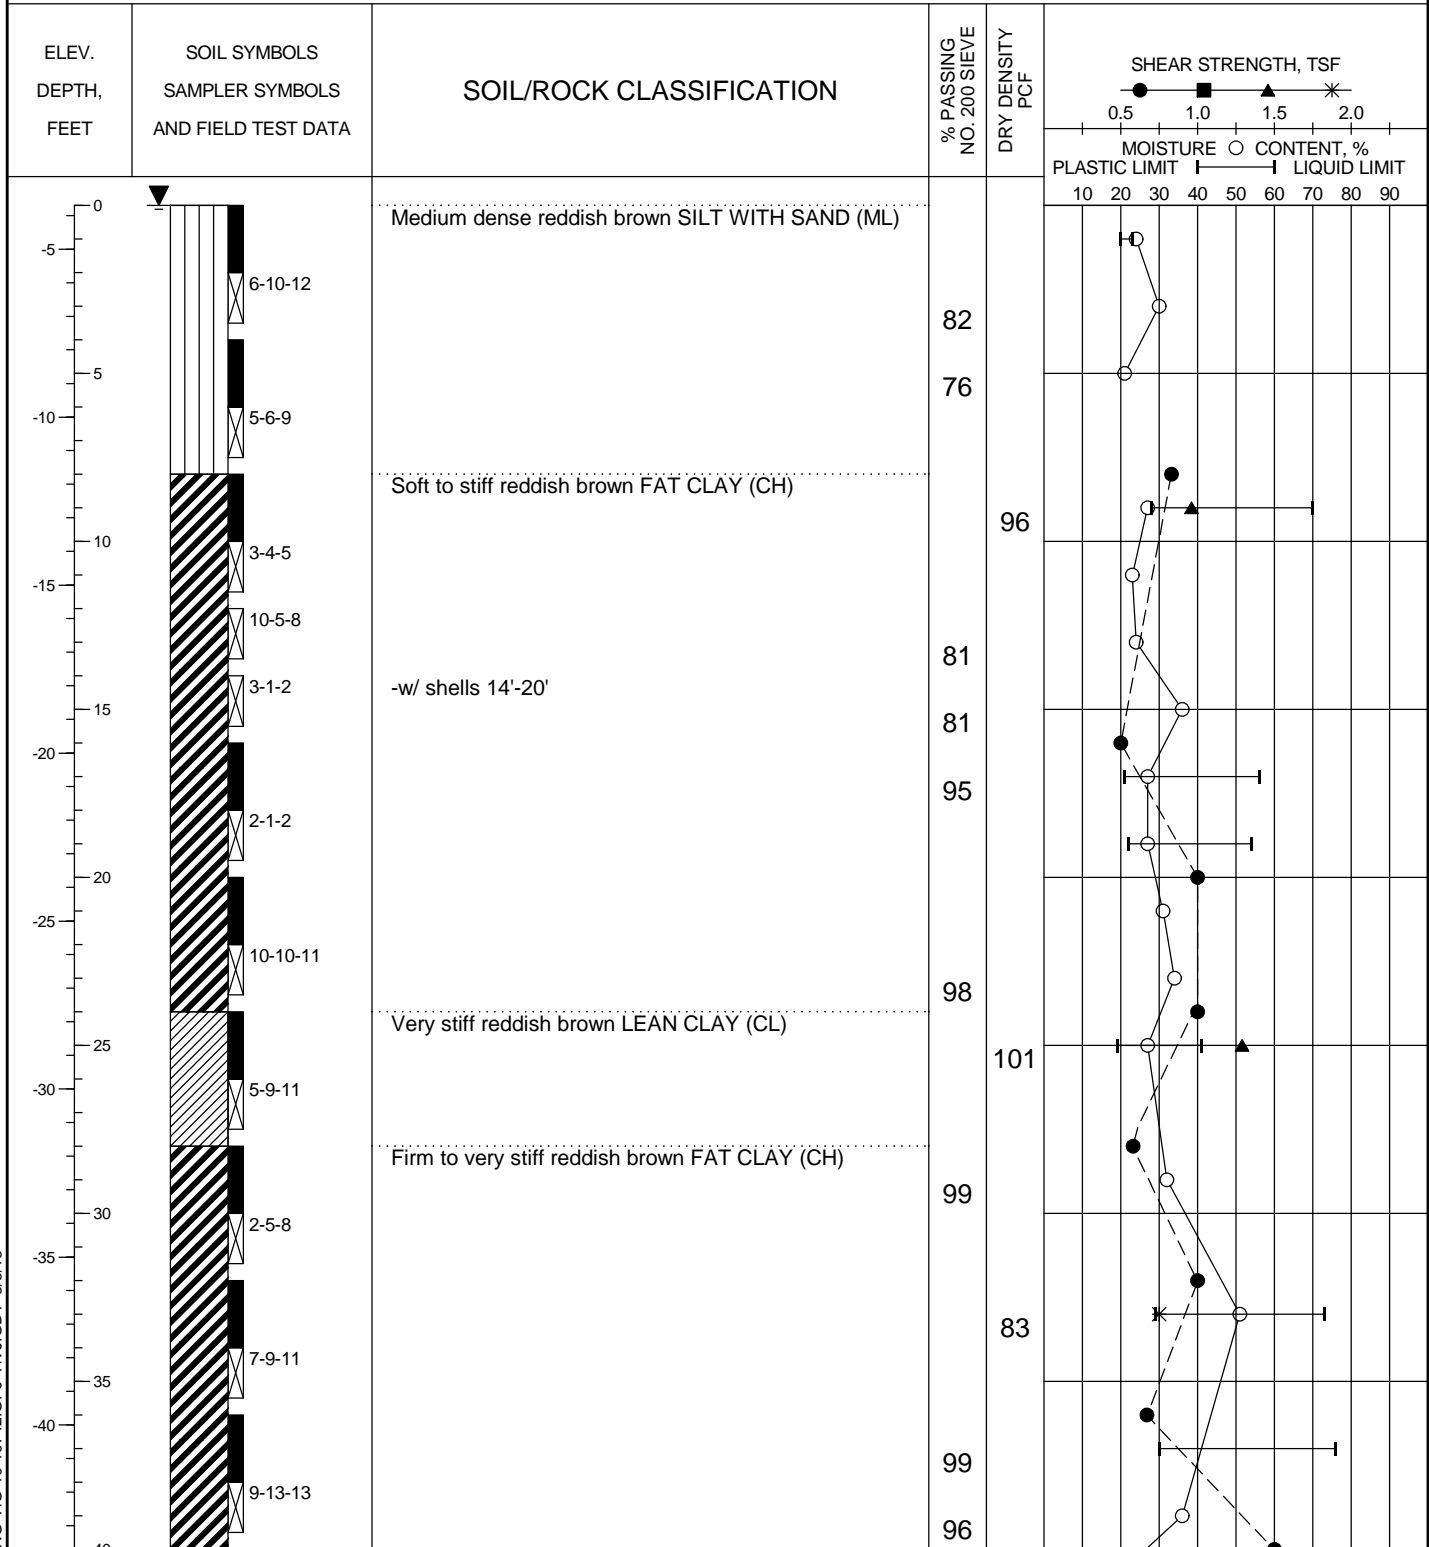 ELEV.
DEPTH,
FEET
SOIL SYMBOLS
SAMPLER SYMBOLS
AND FIELD TEST DATA
SOIL/ROCK CLASSIFICATION
% PASSING
NO. 200 SIEVE
DRY DENSITY
PCF
SHEAR STRENGTH, TSF
0.5 1.0 1.5 2.0
MOISTURE CONTENT, %
PLASTIC LIMIT LIQUID LIMIT
10 20 30 40 50 60 70 80 90
0
Medium dense reddish brown SILT WITH SAND (ML)
-5
6-10-12
82
5
76
-10
5-6-9
Soft to stiff reddish brown FAT CLAY (CH)
96
10
3-4-5
-15
10-5-8
81
3-1-2
-w/ shells 14'-20'
15
81
-20
95
2-1-2
20
-25
10-10-11
98
Very stiff reddish brown LEAN CLAY (CL)
25
101
-30
5-9-11
Firm to very stiff reddish brown FAT CLAY (CH)
99
30
2-5-8
-35
83
7-9-11
35
-40
99
9-13-13
96